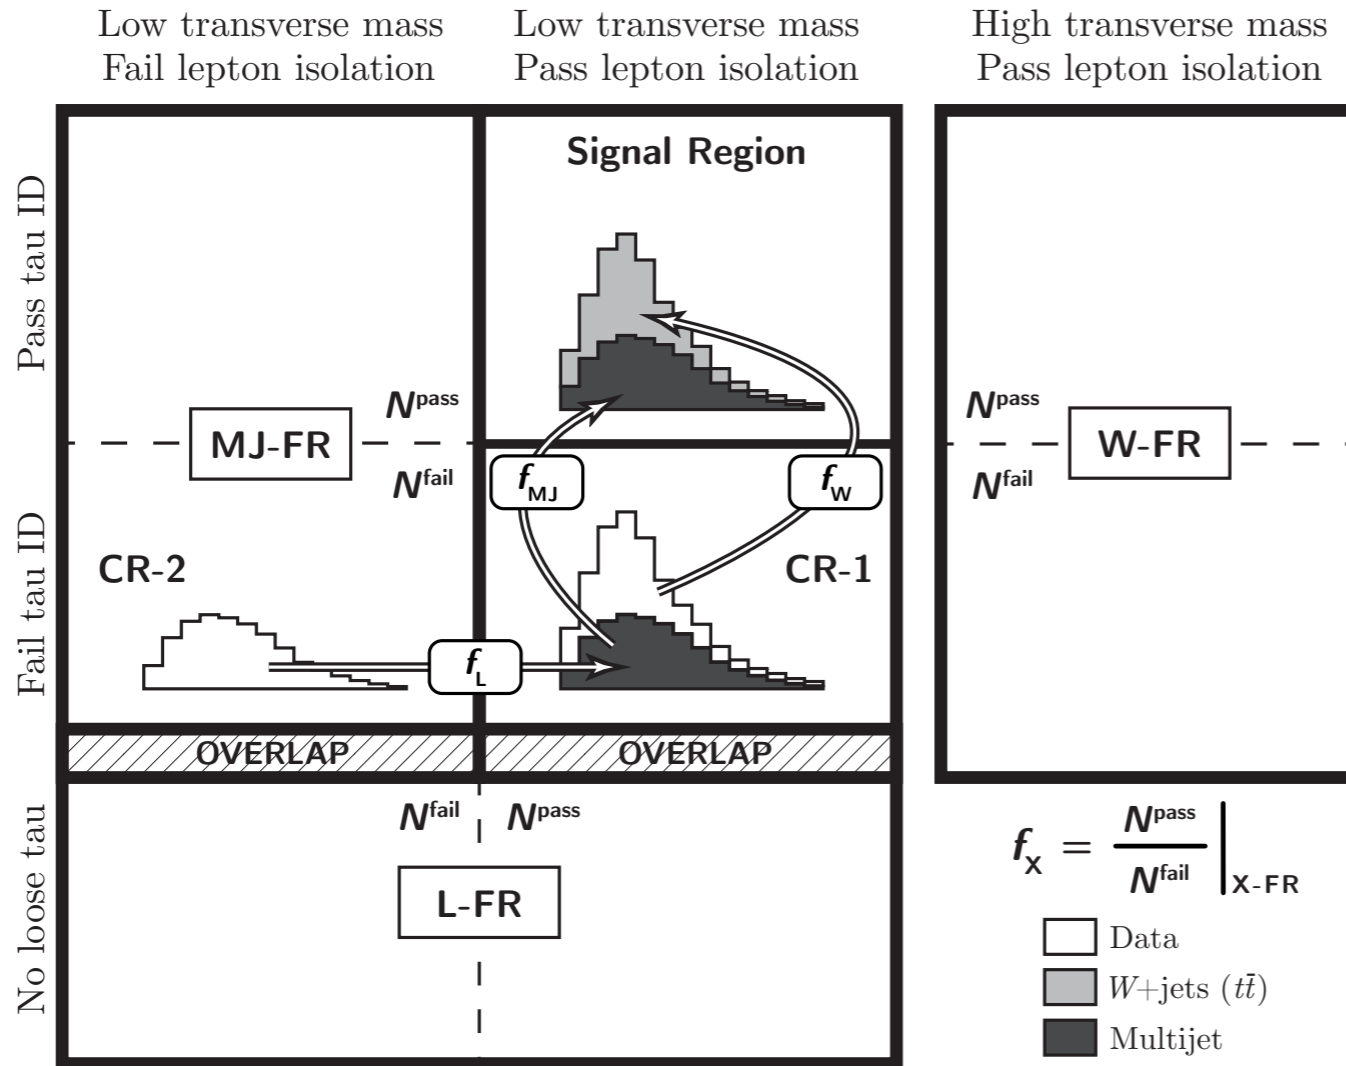 Low transverse mass
Fail lepton isolation
Low transverse mass
Pass lepton isolation
High transverse mass
Pass lepton isolation
Pass tau ID
Fail tau ID
No loose tau
Signal Region
MJ-FR
N^pass
N^fail
f_MJ
f_W
N^pass
N^fail
W-FR
CR-2
CR-1
f_L
OVERLAP
OVERLAP
N^fail
N^pass
L-FR
f_X = N^pass / N^fail |_X-FR
Data
W+jets (tt̄)
Multijet